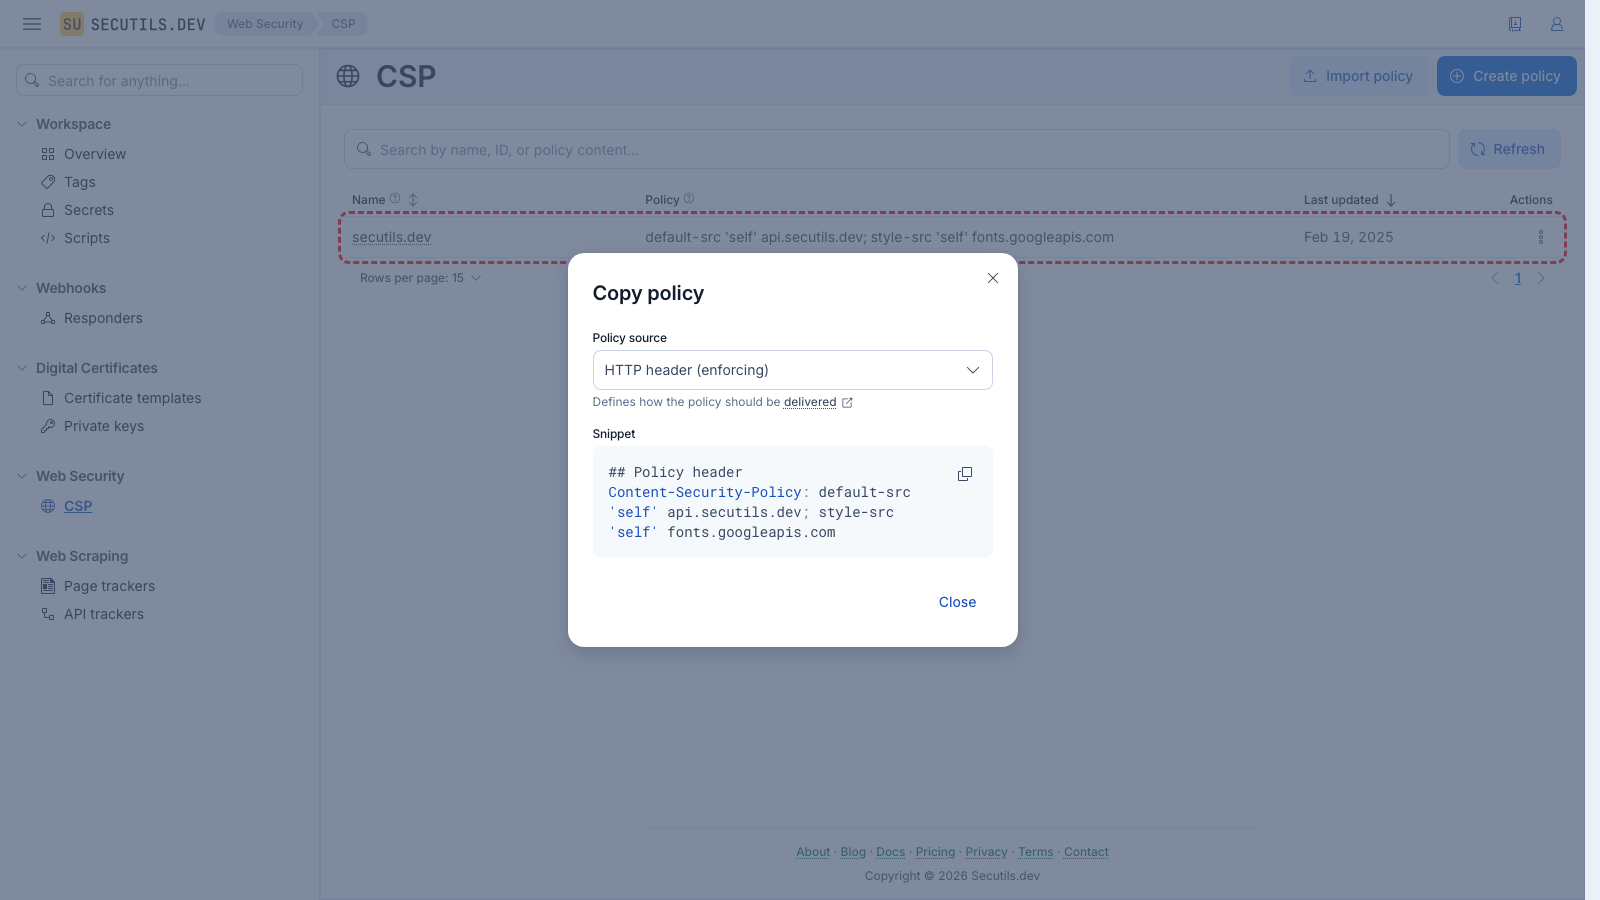 SU SECUTILS.DEV
Web Security
CSP
Search for anything...
Workspace
Overview
Tags
Secrets
Scripts
Webhooks
Responders
Digital Certificates
Certificate templates
Private keys
Web Security
CSP
Web Scraping
Page trackers
API trackers
CSP
Import policy
Create policy
Search by name, ID, or policy content...
Refresh
Name
Policy
Last updated
Actions
secutils.dev
default-src 'self' api.secutils.dev; style-src 'self' fonts.googleapis.com
Feb 19, 2025
Rows per page: 15
1
Copy policy
Policy source
HTTP header (enforcing)
Defines how the policy should be delivered
Snippet
## Policy header
Content-Security-Policy: default-src
'self' api.secutils.dev; style-src
'self' fonts.googleapis.com
Close
About · Blog · Docs · Pricing · Privacy · Terms · Contact
Copyright © 2026 Secutils.dev